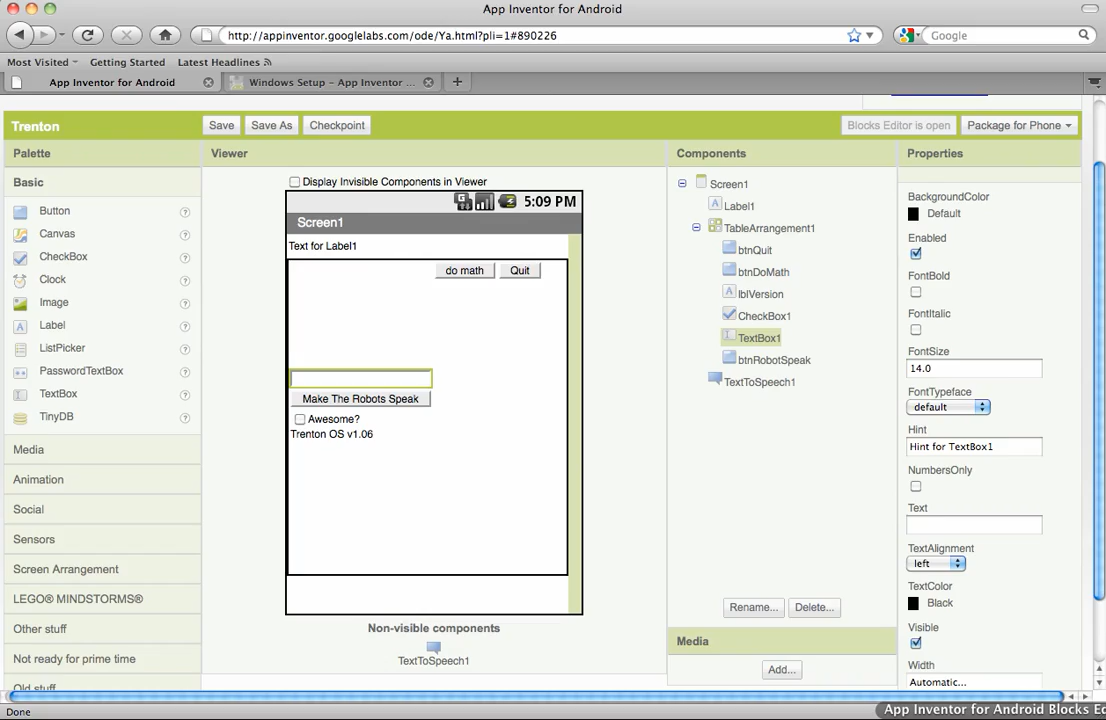 App Inventor for Android
http://appinventor.googlelabs.com/ode/Ya.html?pli=1#890226
Google
Most Visited
Getting Started
Latest Headlines
App Inventor for Android
Windows Setup – App Inventor ...
Trenton
Save
Save As
Checkpoint
Blocks Editor is open
Package for Phone
Palette
Viewer
Components
Properties
Basic
Button
?
Canvas
?
CheckBox
?
Clock
?
Image
?
Label
?
ListPicker
?
PasswordTextBox
?
TextBox
?
TinyDB
?
Media
Animation
Social
Sensors
Screen Arrangement
LEGO® MINDSTORMS®
Other stuff
Not ready for prime time
Old stuff
Display Invisible Components in Viewer
G
5:09 PM
Screen1
Text for Label1
do math
Quit
Make The Robots Speak
Awesome?
Trenton OS v1.06
Non-visible components
TextToSpeech1
Screen1
A
Label1
TableArrangement1
btnQuit
btnDoMath
A
lblVersion
CheckBox1
TextBox1
btnRobotSpeak
TextToSpeech1
Rename...
Delete...
Media
Add...
BackgroundColor
Default
Enabled
FontBold
FontItalic
FontSize
14.0
FontTypeface
default
Hint
Hint for TextBox1
NumbersOnly
Text
TextAlignment
left
TextColor
Black
Visible
Width
Automatic...
Done
App Inventor for Android Blocks Ed